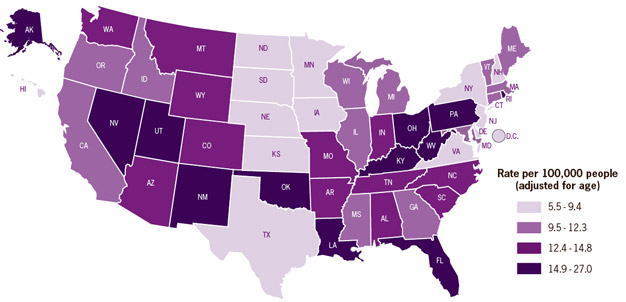 AK
WA
MT
ND
MN
ME
VT
NH
OR
ID
SD
WI
NY
MA
HI
WY
MI
RI
CT
IA
PA
NE
NJ
NV
OH
IL
IN
DE
UT
D.C.
CO
WV
MD
CA
KS
MO
KY
VA
NC
TN
AZ
OK
AR
SC
NM
MS
AL
GA
TX
LA
FL
Rate per 100,000 people
(adjusted for age)
5.5 - 9.4
9.5 - 12.3
12.4 - 14.8
14.9 - 27.0